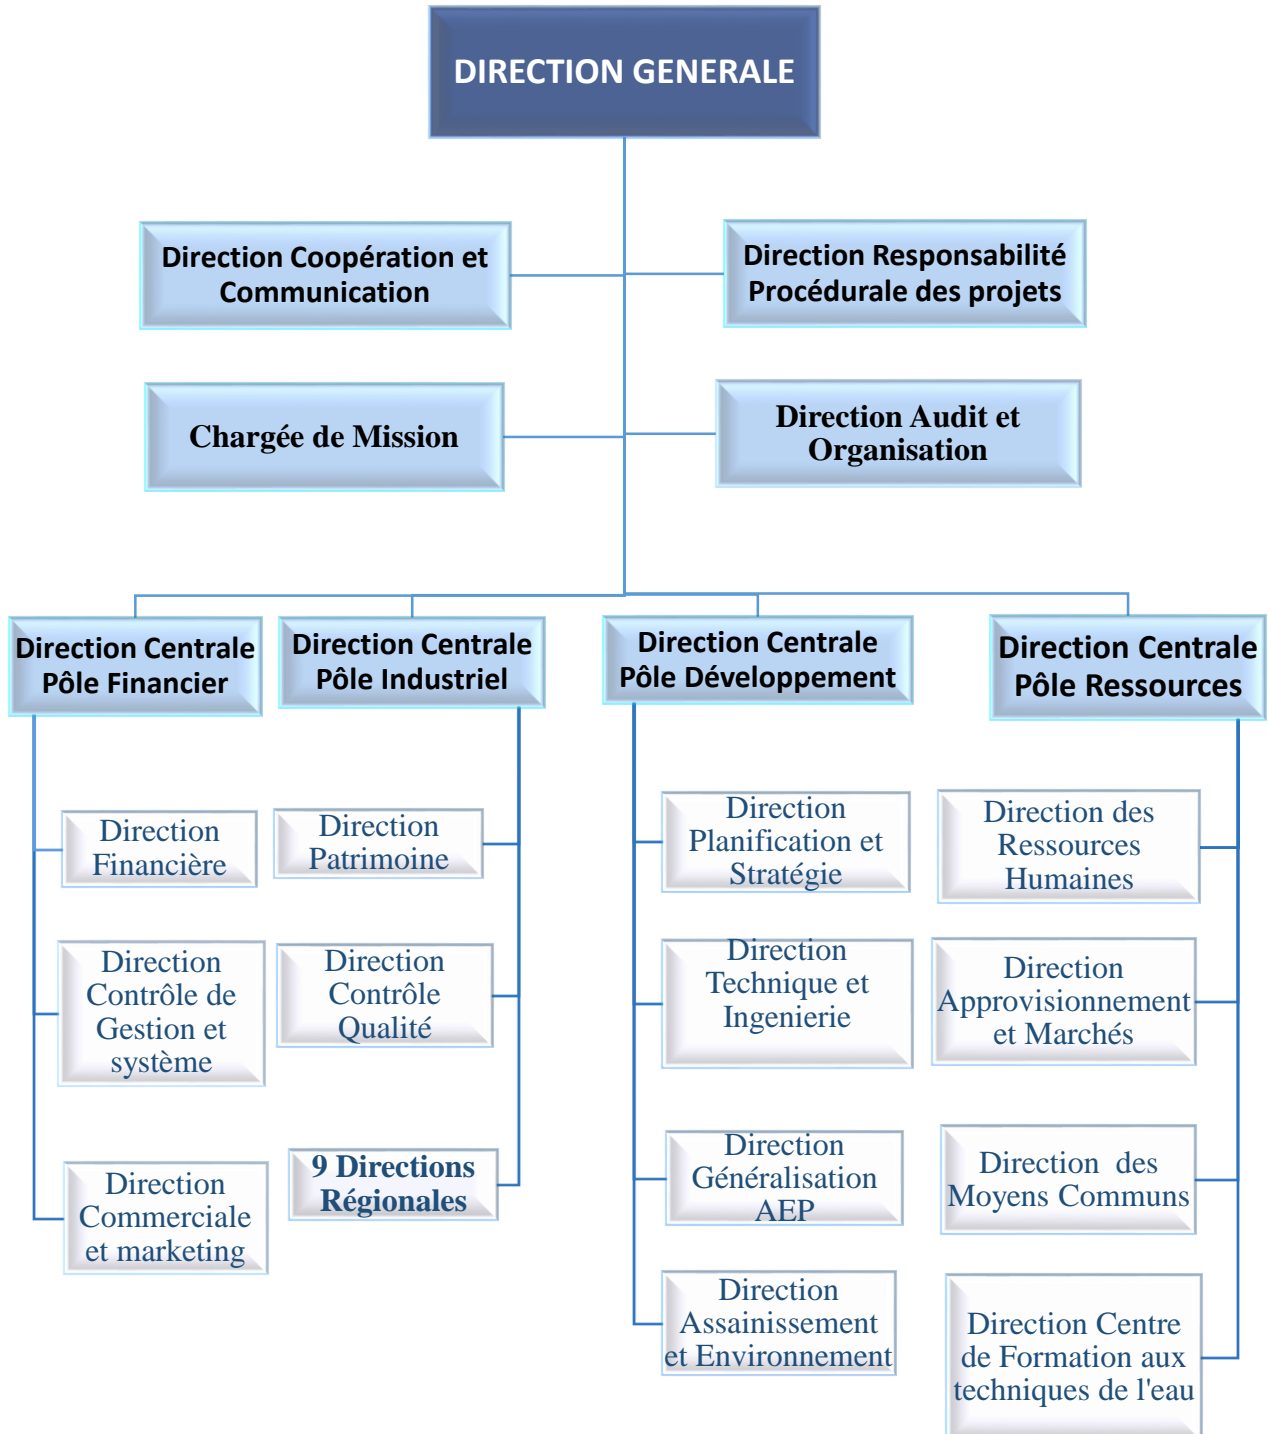 DIRECTION GENERALE
Direction Coopération et
Communication
Direction Responsabilité
Procédurale des projets
Chargée de Mission
Direction Audit et
Organisation
Direction Centrale
Pôle Financier
Direction Centrale
Pôle Industriel
Direction Centrale
Pôle Développement
Direction Centrale
Pôle Ressources
Direction
Financière
Direction
Patrimoine
Direction
Planification et
Stratégie
Direction des
Ressources
Humaines
Direction
Contrôle de
Gestion et
système
Direction
Contrôle
Qualité
Direction
Technique et
Ingenierie
Direction
Approvisionnement
et Marchés
Direction
Commerciale
et marketing
9 Directions
Régionales
Direction
Généralisation
AEP
Direction  des
Moyens Communs
Direction
Assainissement
et Environnement
Direction Centre
de Formation aux
techniques de l'eau